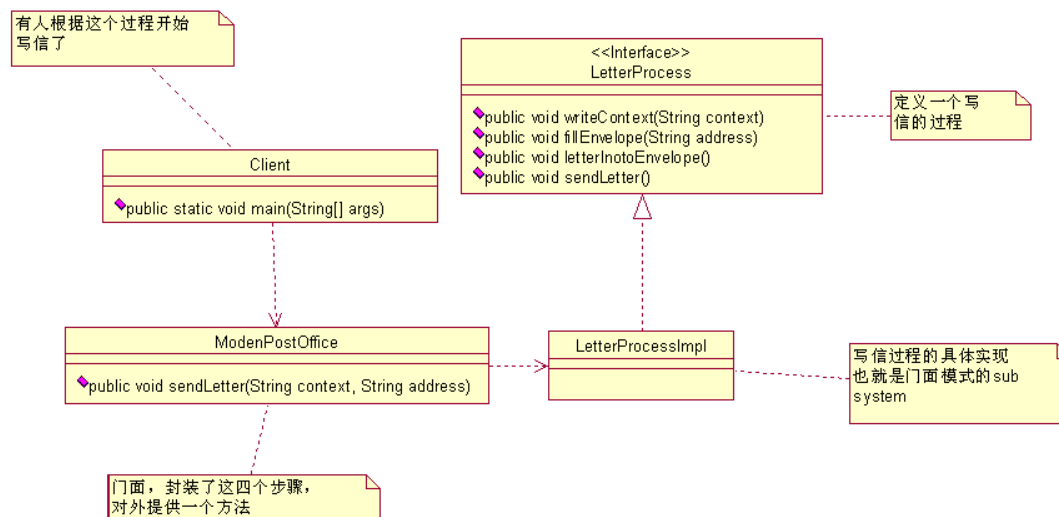 有人根据这个过程开始
写信了
<<Interface>>
LetterProcess
public void writeContext(String context)
public void fillEnvelope(String address)
public void letterInotoEnvelope()
public void sendLetter()
定义一个写
信的过程
Client
public static void main(String[] args)
ModenPostOffice
public void sendLetter(String context, String address)
LetterProcessImpl
写信过程的具体实现
也就是门面模式的sub
system
门面，封装了这四个步骤，
对外提供一个方法